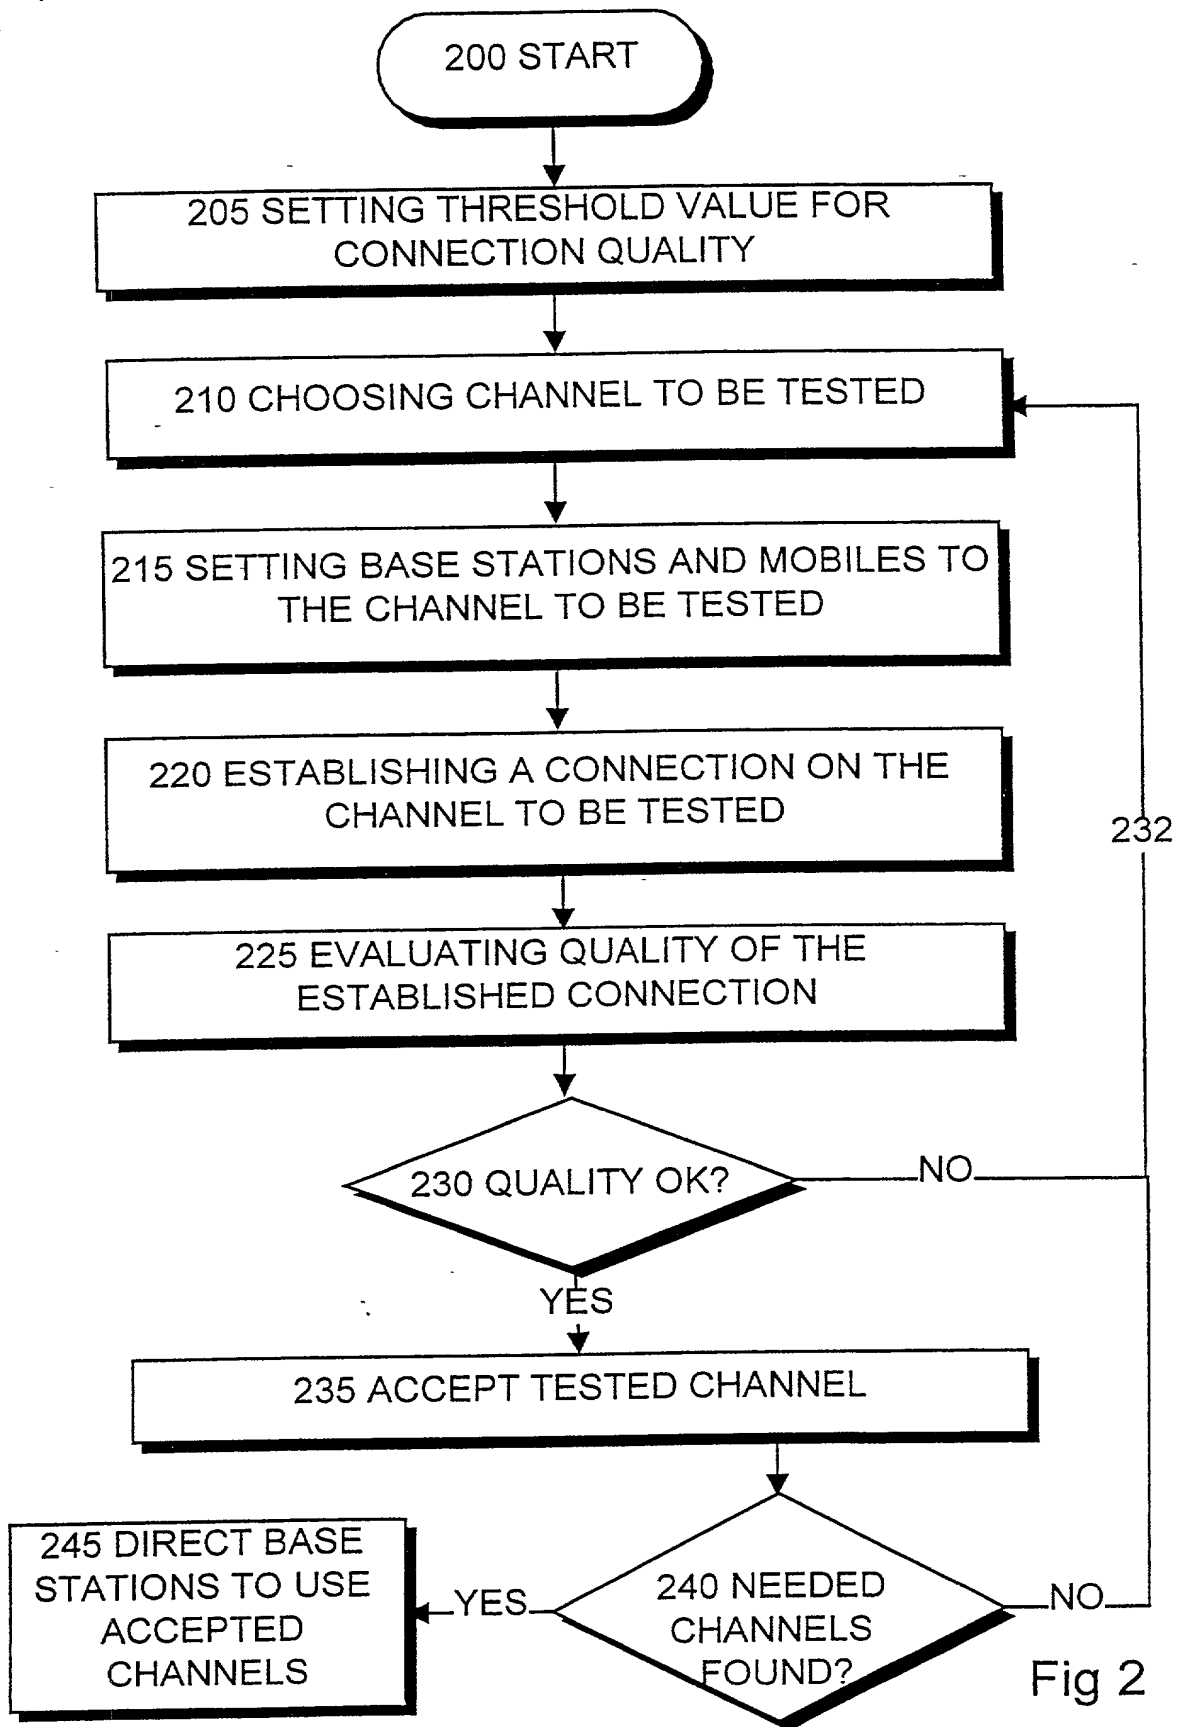 200 START
205 SETTING THRESHOLD VALUE FOR
CONNECTION QUALITY
210 CHOOSING CHANNEL TO BE TESTED
215 SETTING BASE STATIONS AND MOBILES TO
THE CHANNEL TO BE TESTED
220 ESTABLISHING A CONNECTION ON THE
CHANNEL TO BE TESTED
232
225 EVALUATING QUALITY OF THE
ESTABLISHED CONNECTION
230 QUALITY OK?
NO
YES
235 ACCEPT TESTED CHANNEL
240 NEEDED
CHANNELS
FOUND?
NO
YES
245 DIRECT BASE
STATIONS TO USE
ACCEPTED
CHANNELS
Fig 2